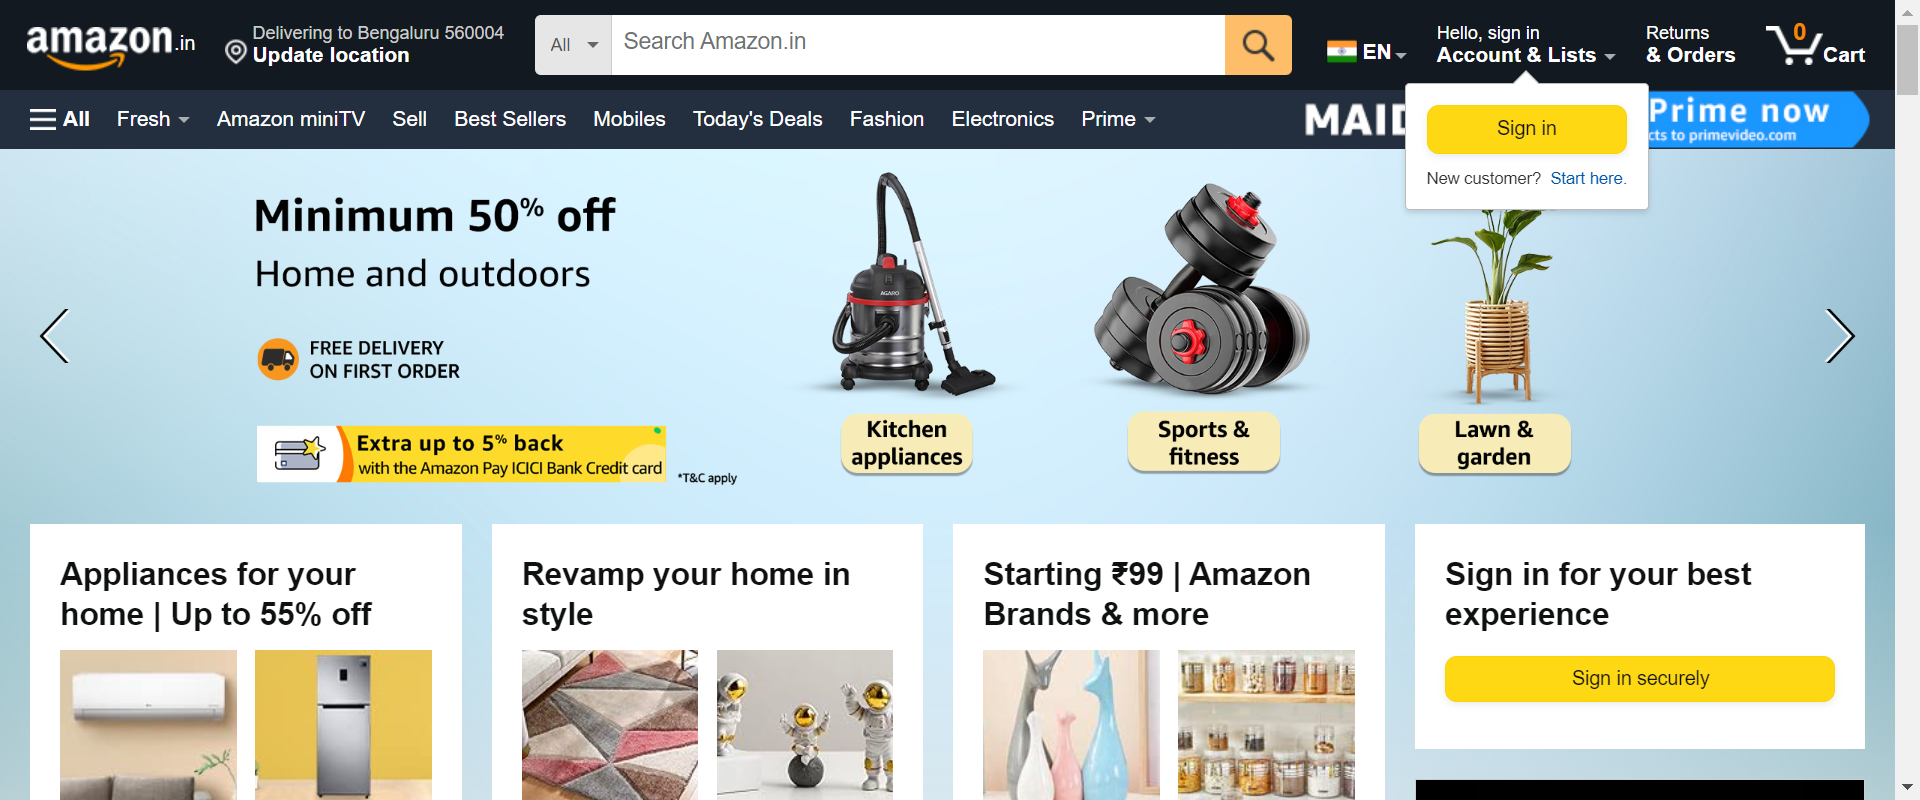 amazon.in
Delivering to Bengaluru 560004
Update location
All
Search Amazon.in
EN
Hello, sign in
Account & Lists
Returns
& Orders
0
Cart
All
Fresh
Amazon miniTV
Sell
Best Sellers
Mobiles
Today's Deals
Fashion
Electronics
Prime
Prime now
to primevideo.com
Sign in
New customer? Start here.
Minimum 50% off
Home and outdoors
FREE DELIVERY
ON FIRST ORDER
Extra up to 5% back
with the Amazon Pay ICICI Bank Credit card
*T&C apply
AGARO
Kitchen
appliances
Sports &
fitness
Lawn &
garden
Appliances for your
home | Up to 55% off
Revamp your home in
style
Starting ₹99 | Amazon
Brands & more
Sign in for your best
experience
Sign in securely